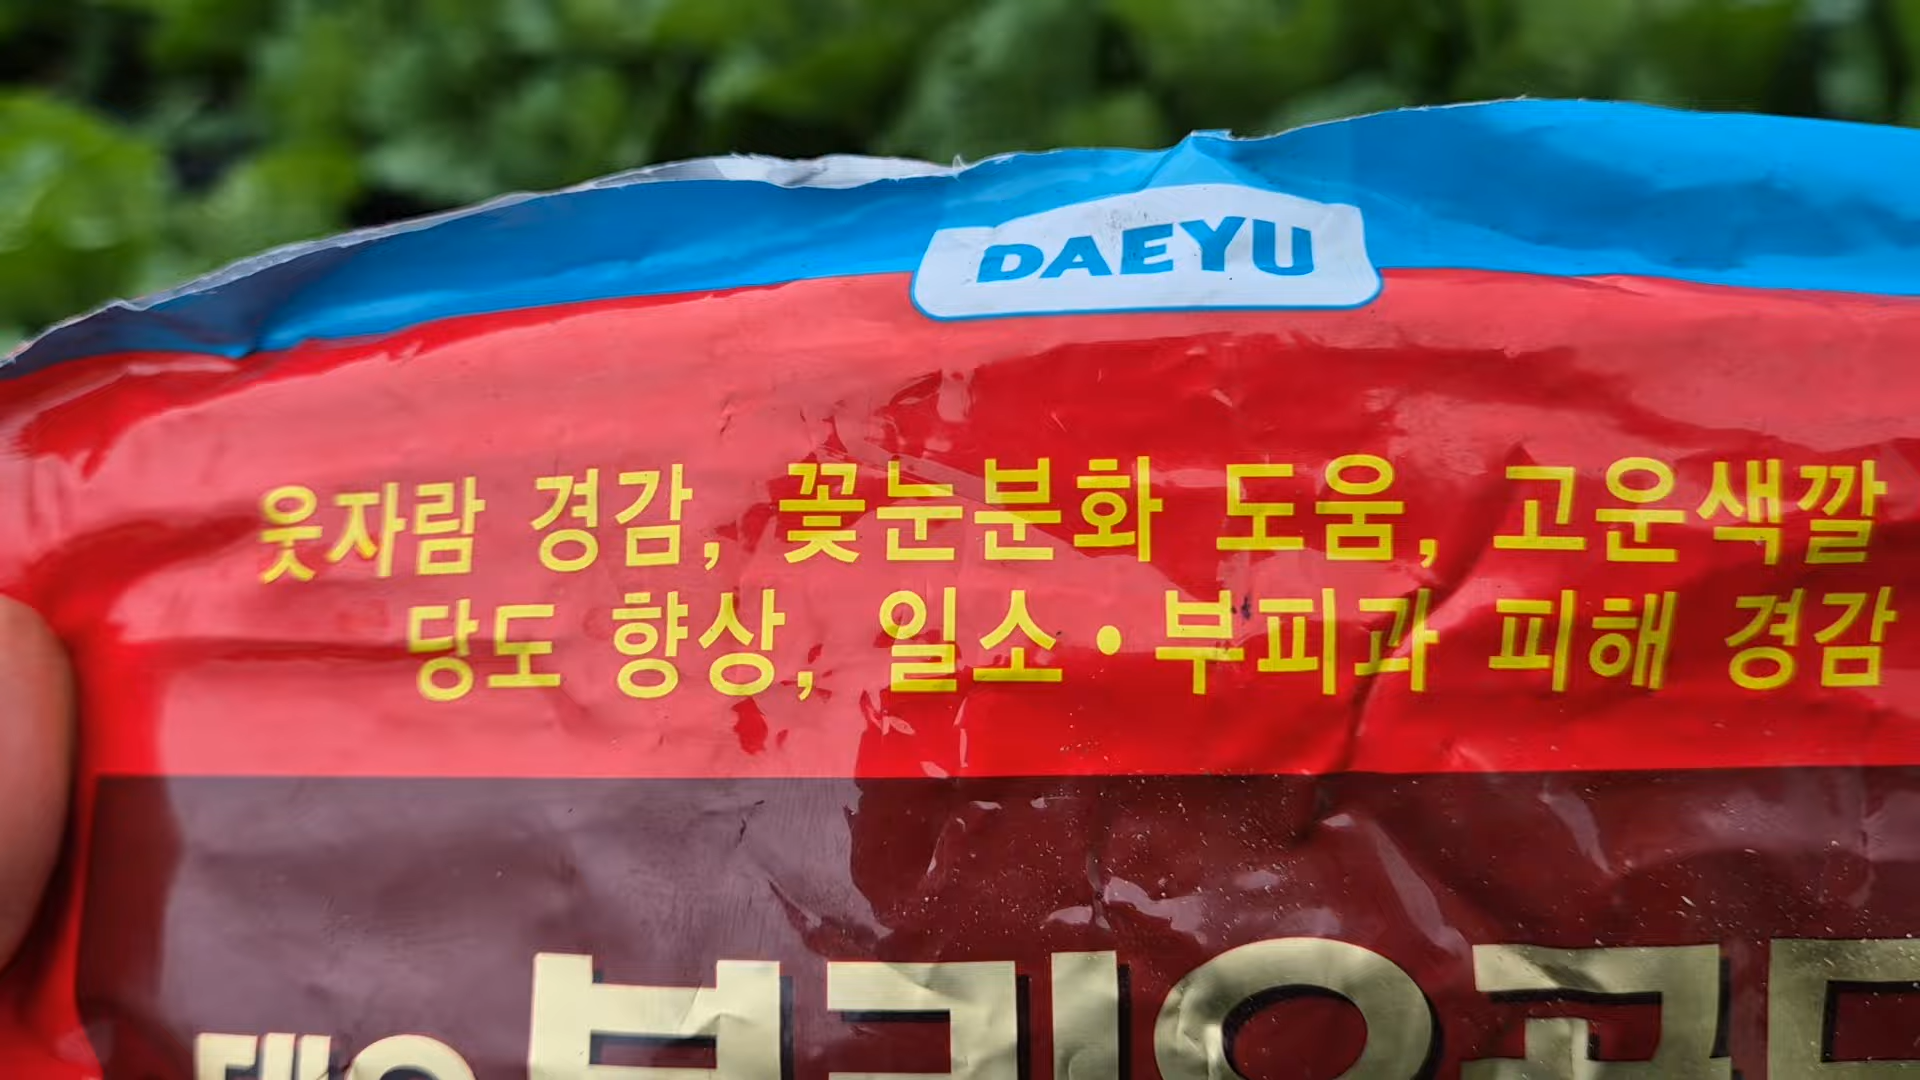 DAEYU
웃자람 경감, 꽃눈분화 도움, 고운색깔
당도 향상, 일소·부피과 피해 경감